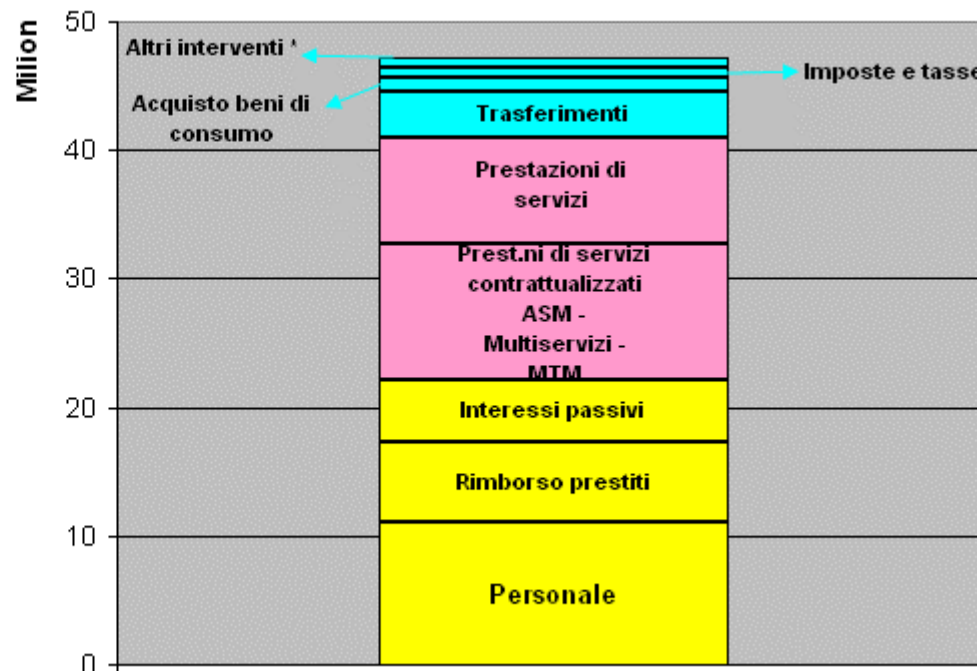 Milion
50
40
30
20
10
0
Altri interventi *
Imposte e tasse
Acquisto beni di
consumo
Trasferimenti
Prestazioni di
servizi
Prest.ni di servizi
contrattualizzati
ASM -
Multiservizi -
MTM
Interessi passivi
Rimborso prestiti
Personale